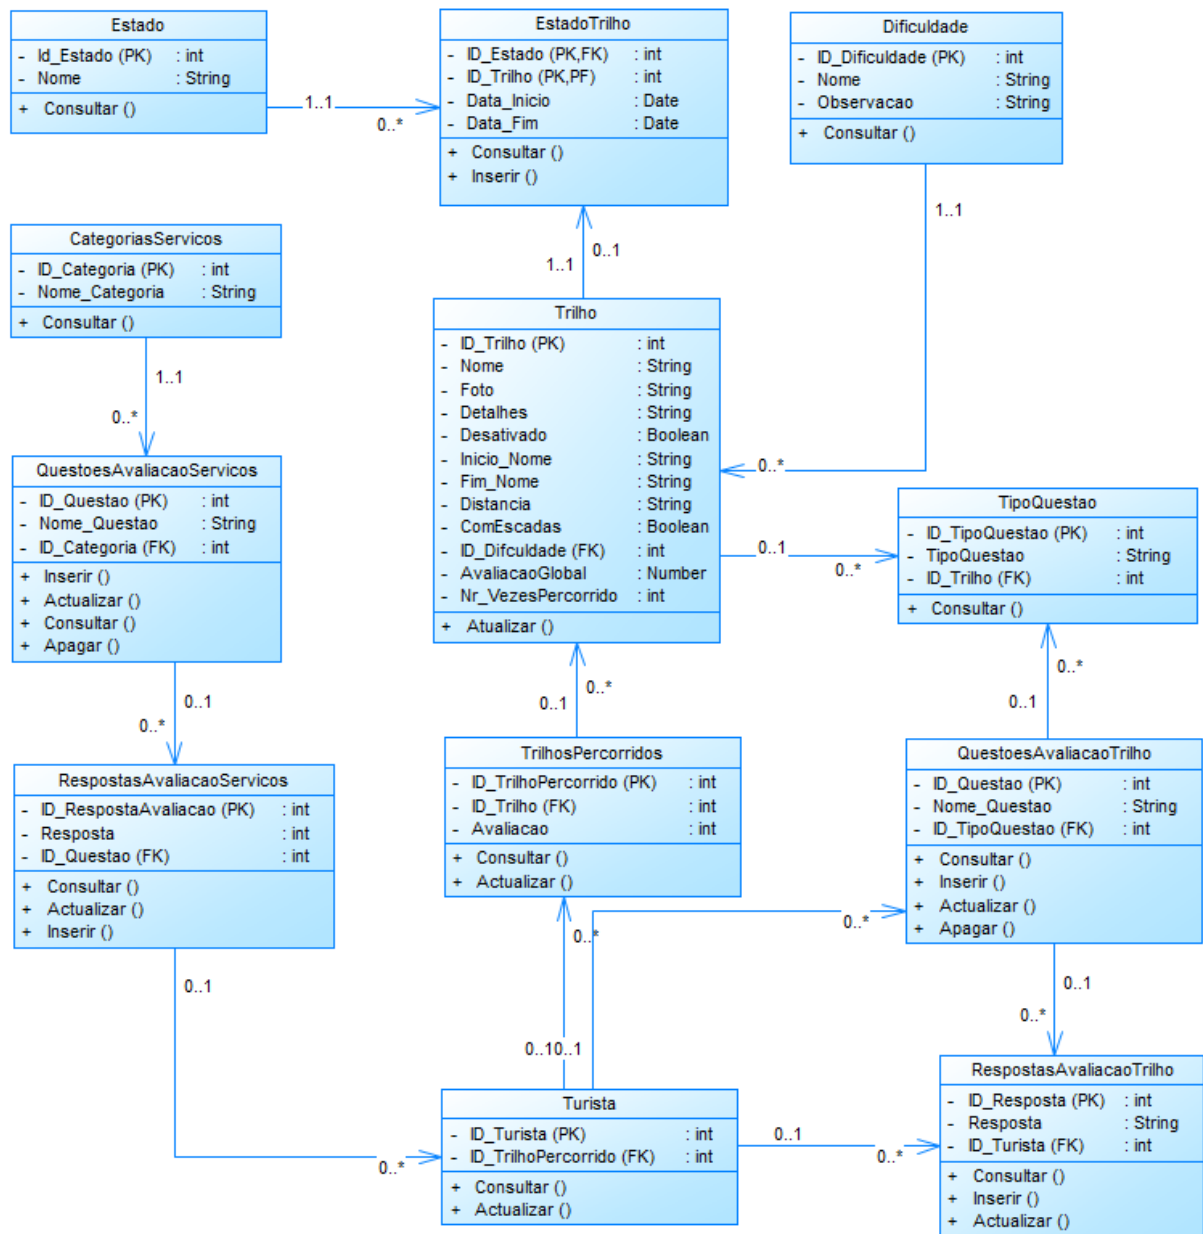 Estado
- Id_Estado (PK) : int
- Nome : String
+ Consultar ()
1..1
0..*
EstadoTrilho
- ID_Estado (PK,FK) : int
- ID_Trilho (PK,PF) : int
- Data_Inicio : Date
- Data_Fim : Date
+ Consultar ()
+ Inserir ()
Dificuldade
- ID_Dificuldade (PK) : int
- Nome : String
- Observacao : String
+ Consultar ()
1..1
0..*
0..1
1..1
CategoriasServicos
- ID_Categoria (PK) : int
- Nome_Categoria : String
+ Consultar ()
1..1
0..*
Trilho
- ID_Trilho (PK) : int
- Nome : String
- Foto : String
- Detalhes : String
- Desativado : Boolean
- Inicio_Nome : String
- Fim_Nome : String
- Distancia : String
- ComEscadas : Boolean
- ID_Difculdade (FK) : int
- AvaliacaoGlobal : Number
- Nr_VezesPercorrido : int
+ Atualizar ()
0..1
0..*
QuestoesAvaliacaoServicos
- ID_Questao (PK) : int
- Nome_Questao : String
- ID_Categoria (FK) : int
+ Inserir ()
+ Actualizar ()
+ Consultar ()
+ Apagar ()
0..1
0..*
TipoQuestao
- ID_TipoQuestao (PK) : int
- TipoQuestao : String
- ID_Trilho (FK) : int
+ Consultar ()
0..*
0..1
0..*
0..1
RespostasAvaliacaoServicos
- ID_RespostaAvaliacao (PK) : int
- Resposta : int
- ID_Questao (FK) : int
+ Consultar ()
+ Actualizar ()
+ Inserir ()
0..1
0..*
TrilhosPercorridos
- ID_TrilhoPercorrido (PK) : int
- ID_Trilho (FK) : int
- Avaliacao : int
+ Consultar ()
+ Actualizar ()
0..*
0..*
0..10..1
QuestoesAvaliacaoTrilho
- ID_Questao (PK) : int
- Nome_Questao : String
- ID_TipoQuestao (FK) : int
+ Consultar ()
+ Inserir ()
+ Actualizar ()
+ Apagar ()
0..1
0..*
Turista
- ID_Turista (PK) : int
- ID_TrilhoPercorrido (FK) : int
+ Consultar ()
+ Actualizar ()
0..1
0..*
RespostasAvaliacaoTrilho
- ID_Resposta (PK) : int
- Resposta : String
- ID_Turista (FK) : int
+ Consultar ()
+ Inserir ()
+ Actualizar ()